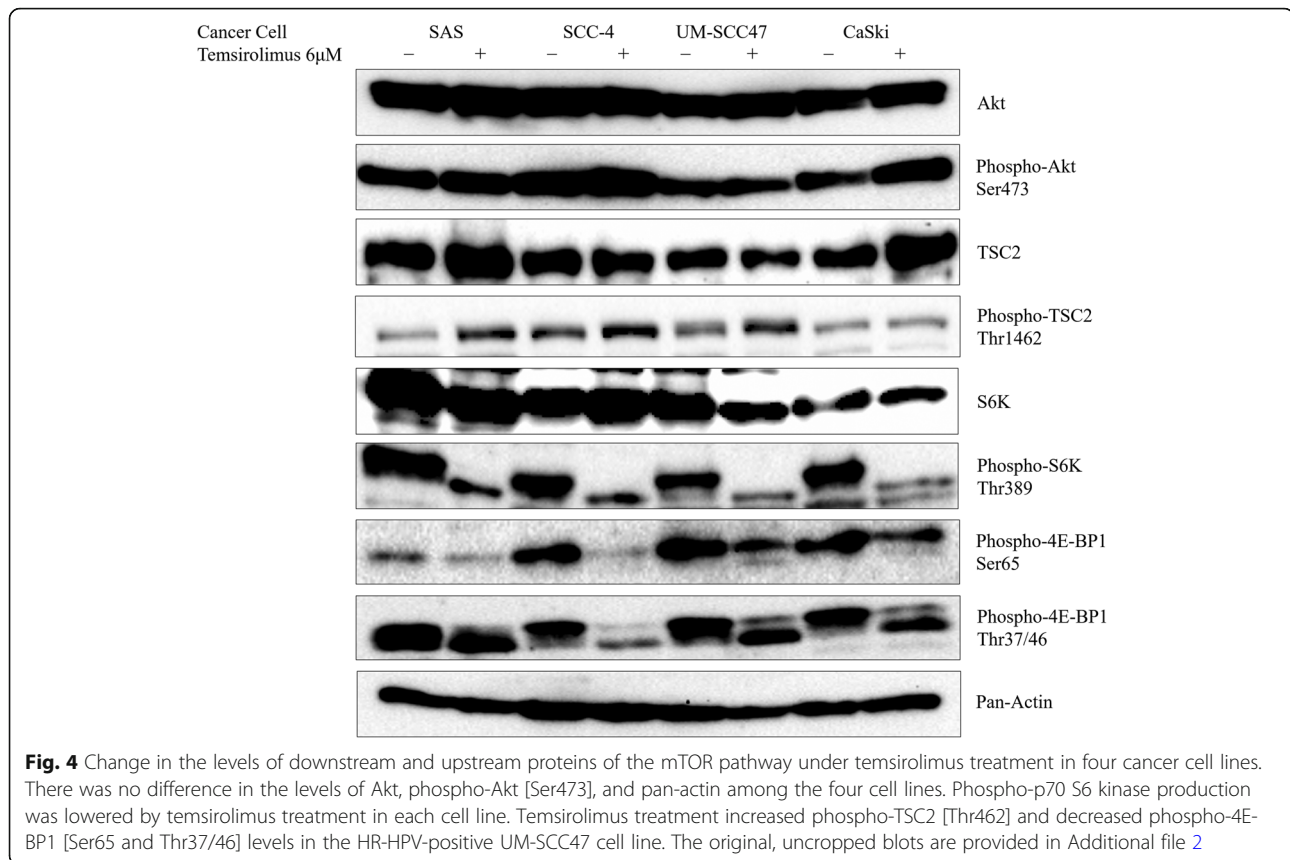 Cancer Cell SAS SCC-4 UM-SCC47 CaSki
Temsirolimus 6μM – + – + – + – +
Akt
Phospho-Akt
Ser473
TSC2
Phospho-TSC2
Thr1462
S6K
Phospho-S6K
Thr389
Phospho-4E-BP1
Ser65
Phospho-4E-BP1
Thr37/46
Pan-Actin
Fig. 4 Change in the levels of downstream and upstream proteins of the mTOR pathway under temsirolimus treatment in four cancer cell lines.
There was no difference in the levels of Akt, phospho-Akt [Ser473], and pan-actin among the four cell lines. Phospho-p70 S6 kinase production
was lowered by temsirolimus treatment in each cell line. Temsirolimus treatment increased phospho-TSC2 [Thr462] and decreased phospho-4E-
BP1 [Ser65 and Thr37/46] levels in the HR-HPV-positive UM-SCC47 cell line. The original, uncropped blots are provided in Additional file 2